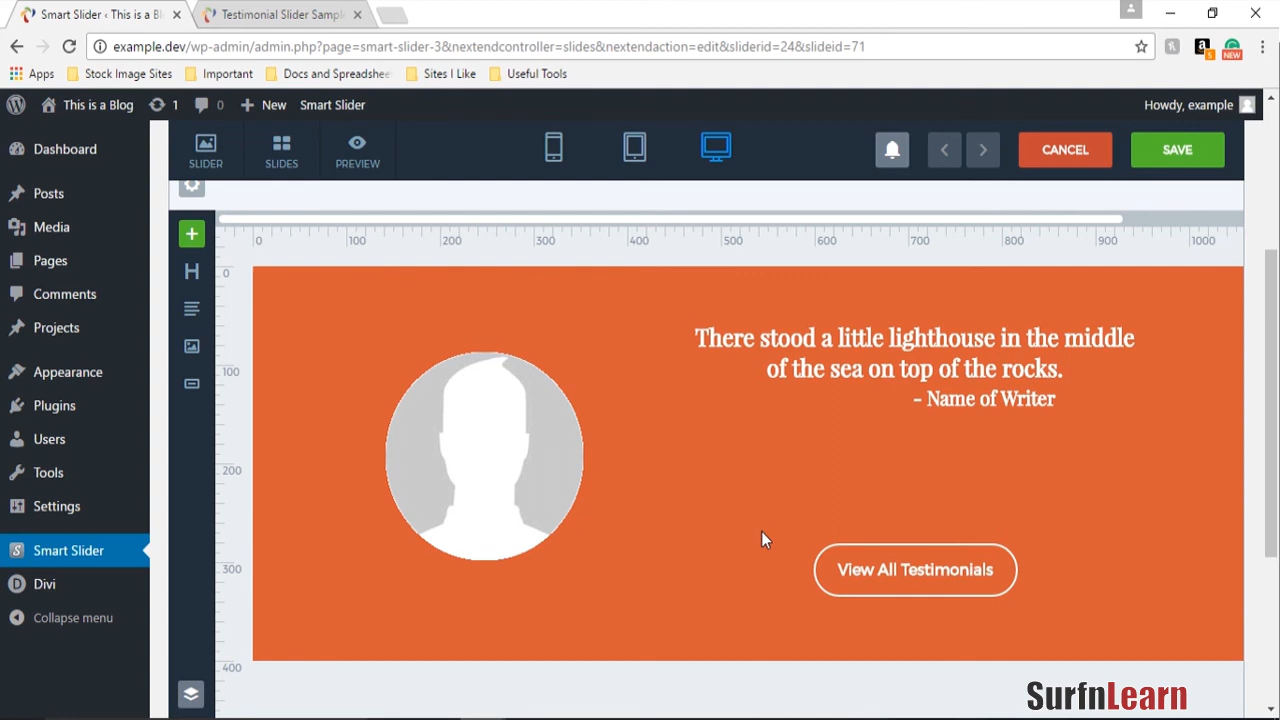 Smart Slider ‹ This is a Blo
Testimonial Slider Sample
example.dev/wp-admin/admin.php?page=smart-slider-3&nextendcontroller=slides&nextendaction=edit&sliderid=24&slideid=71
5
NEW
Apps
Stock Image Sites
Important
Docs and Spreadshee
Sites I Like
Useful Tools
This is a Blog
1
0
New
Smart Slider
Howdy, example
Dashboard
Posts
Media
Pages
Comments
Projects
Appearance
Plugins
Users
Tools
Settings
Smart Slider
Divi
Collapse menu
SLIDER
SLIDES
PREVIEW
CANCEL
SAVE
0 100 200 300 400 500 600 700 800 900 1000
0
100
200
300
400
There stood a little lighthouse in the middle
of the sea on top of the rocks.
- Name of Writer
View All Testimonials
SurfnLearn